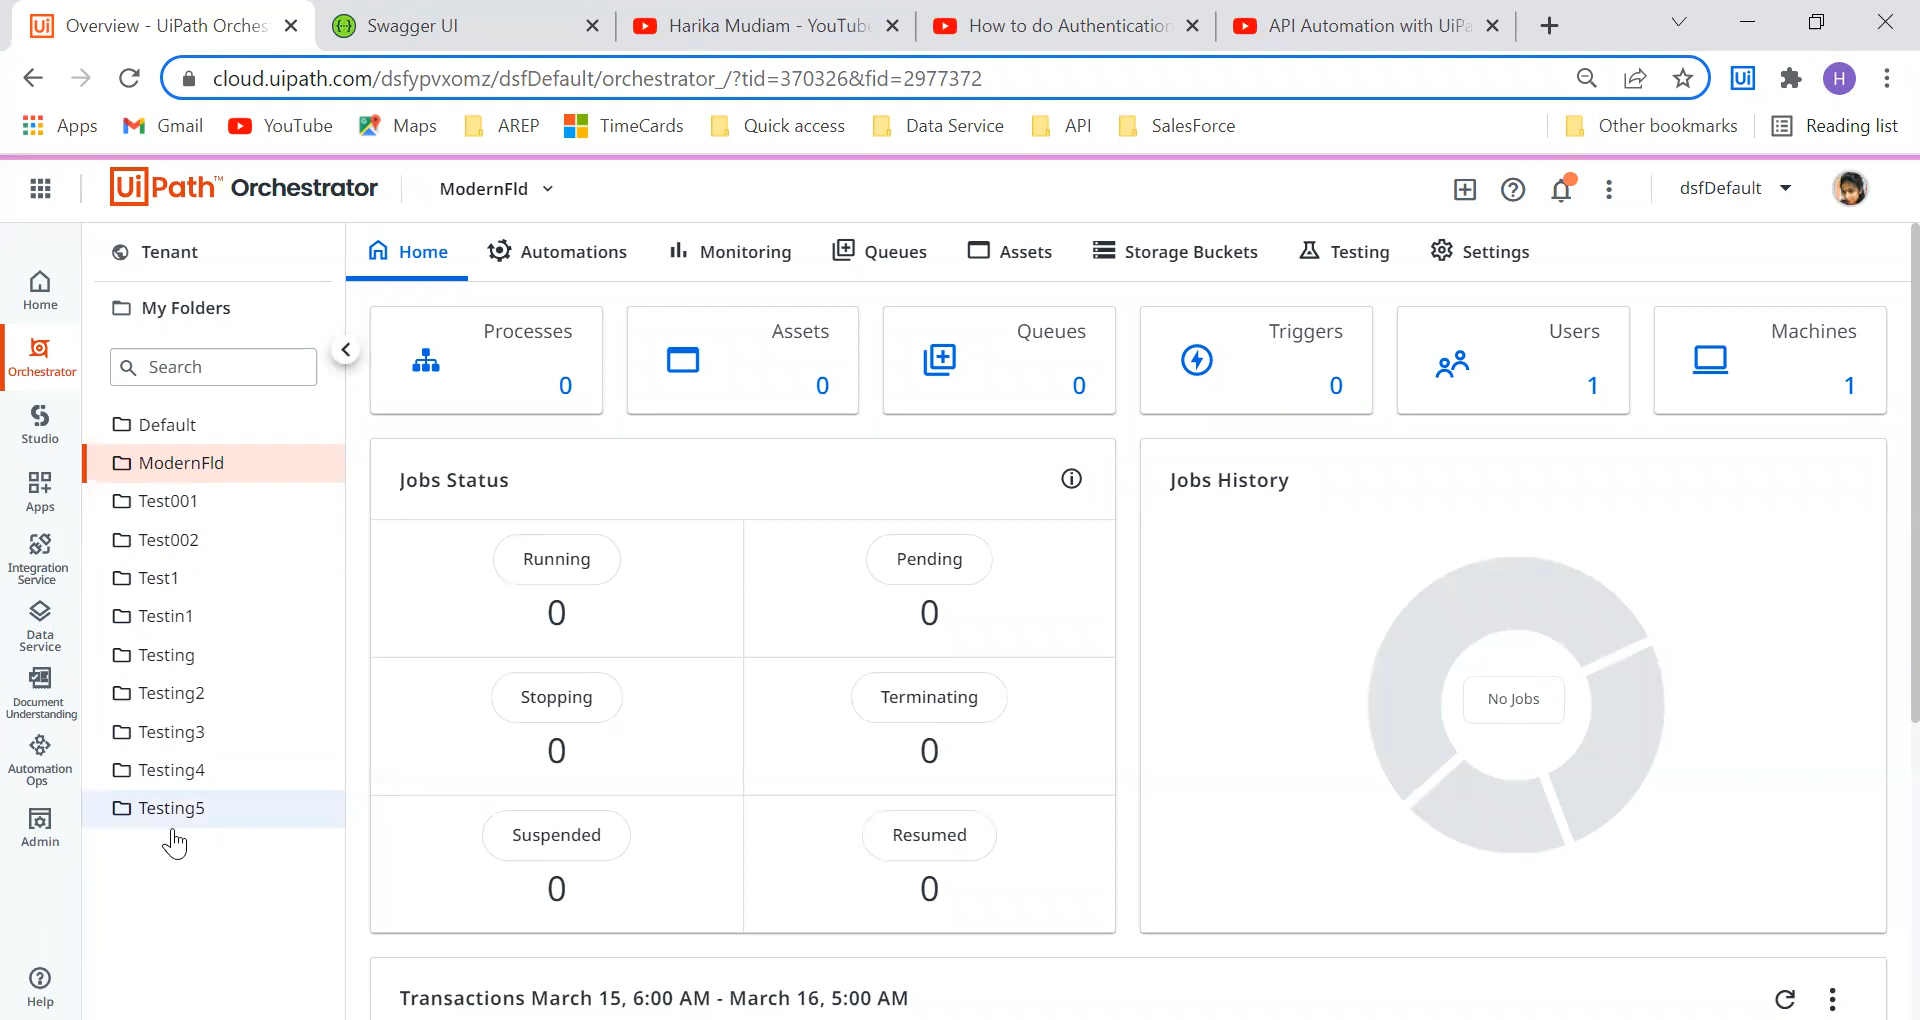 Overview - UiPath Orches
Swagger UI
Harika Mudiam - YouTube
How to do Authentication
API Automation with UiPa
cloud.uipath.com/dsfypvxomz/dsfDefault/orchestrator_/?tid=370326&fid=2977372
Ui
H
Apps
Gmail
YouTube
Maps
AREP
TimeCards
Quick access
Data Service
API
SalesForce
Other bookmarks
Reading list
UiPath™ Orchestrator
ModernFld
dsfDefault
Home
Orchestrator
Studio
Apps
Integration
Service
Data
Service
Document
Understanding
Automation
Ops
Admin
Help
Tenant
My Folders
Search
Default
ModernFld
Test001
Test002
Test1
Testin1
Testing
Testing2
Testing3
Testing4
Testing5
Home
Automations
Monitoring
Queues
Assets
Storage Buckets
Testing
Settings
Processes
0
Assets
0
Queues
0
Triggers
0
Users
1
Machines
1
Jobs Status
Running
0
Pending
0
Stopping
0
Terminating
0
Suspended
0
Resumed
0
Jobs History
No Jobs
Transactions March 15, 6:00 AM - March 16, 5:00 AM